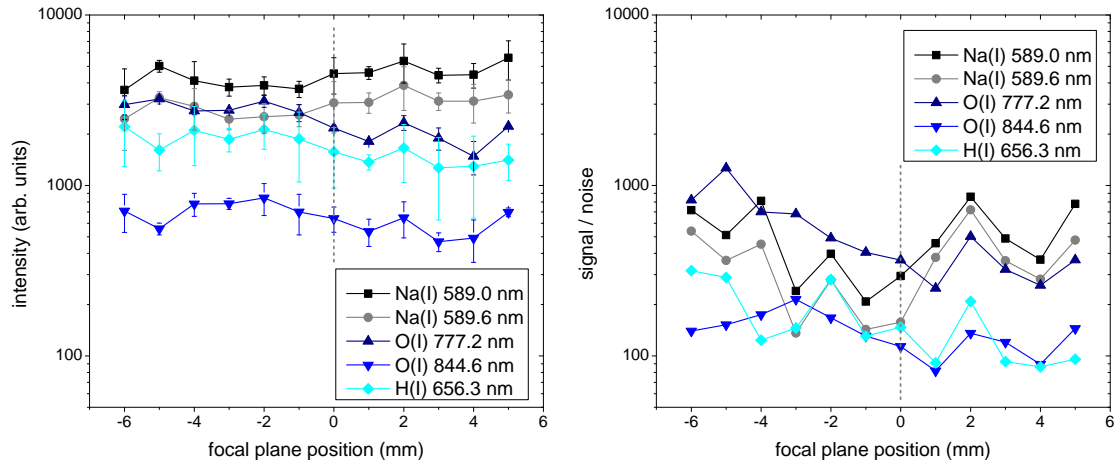 10000
1000
100
intensity (arb. units)
-6 -4 -2 0 2 4 6
focal plane position (mm)
Na(I) 589.0 nm
Na(I) 589.6 nm
O(I) 777.2 nm
O(I) 844.6 nm
H(I) 656.3 nm
10000
1000
100
signal / noise
-6 -4 -2 0 2 4 6
focal plane position (mm)
Na(I) 589.0 nm
Na(I) 589.6 nm
O(I) 777.2 nm
O(I) 844.6 nm
H(I) 656.3 nm